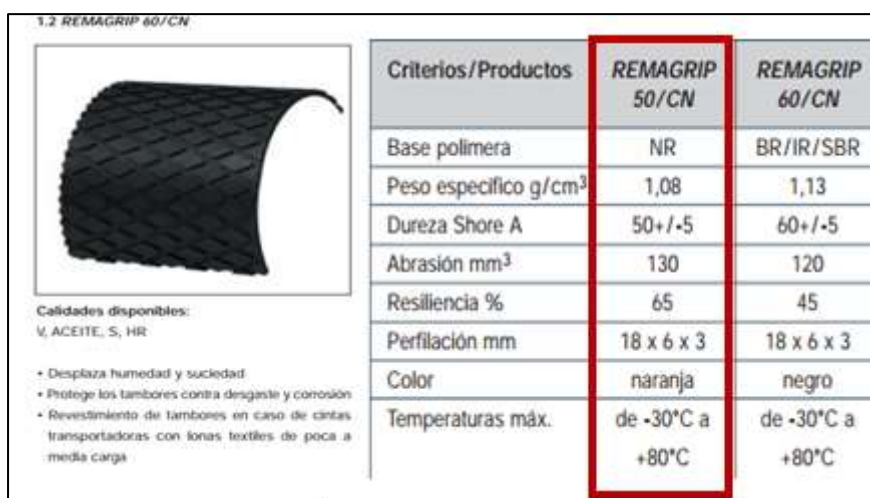 1.2 REMAGRIP 60/CN
Calidades disponibles:
V, ACEITE, S, HR
• Desplaza humedad y suciedad
• Protege los tambores contra desgaste y corrosión
• Revestimiento de tambores en caso de cintas
transportadoras con lonas textiles de poca a
media carga
Criterios/Productos REMAGRIP 50/CN REMAGRIP 60/CN
Base polimera NR BR/IR/SBR
Peso especifico g/cm³ 1,08 1,13
Dureza Shore A 50+/-5 60+/-5
Abrasión mm³ 130 120
Resiliencia % 65 45
Perfilación mm 18 x 6 x 3 18 x 6 x 3
Color naranja negro
Temperaturas máx. de -30°C a +80°C de -30°C a +80°C